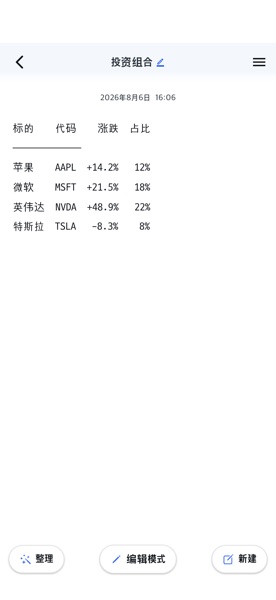 投资组合
2026年8月6日 16:06
标的 代码 涨跌 占比
苹果 AAPL +14.2% 12%
微软 MSFT +21.5% 18%
英伟达 NVDA +48.9% 22%
特斯拉 TSLA -8.3% 8%
整理 编辑模式 新建